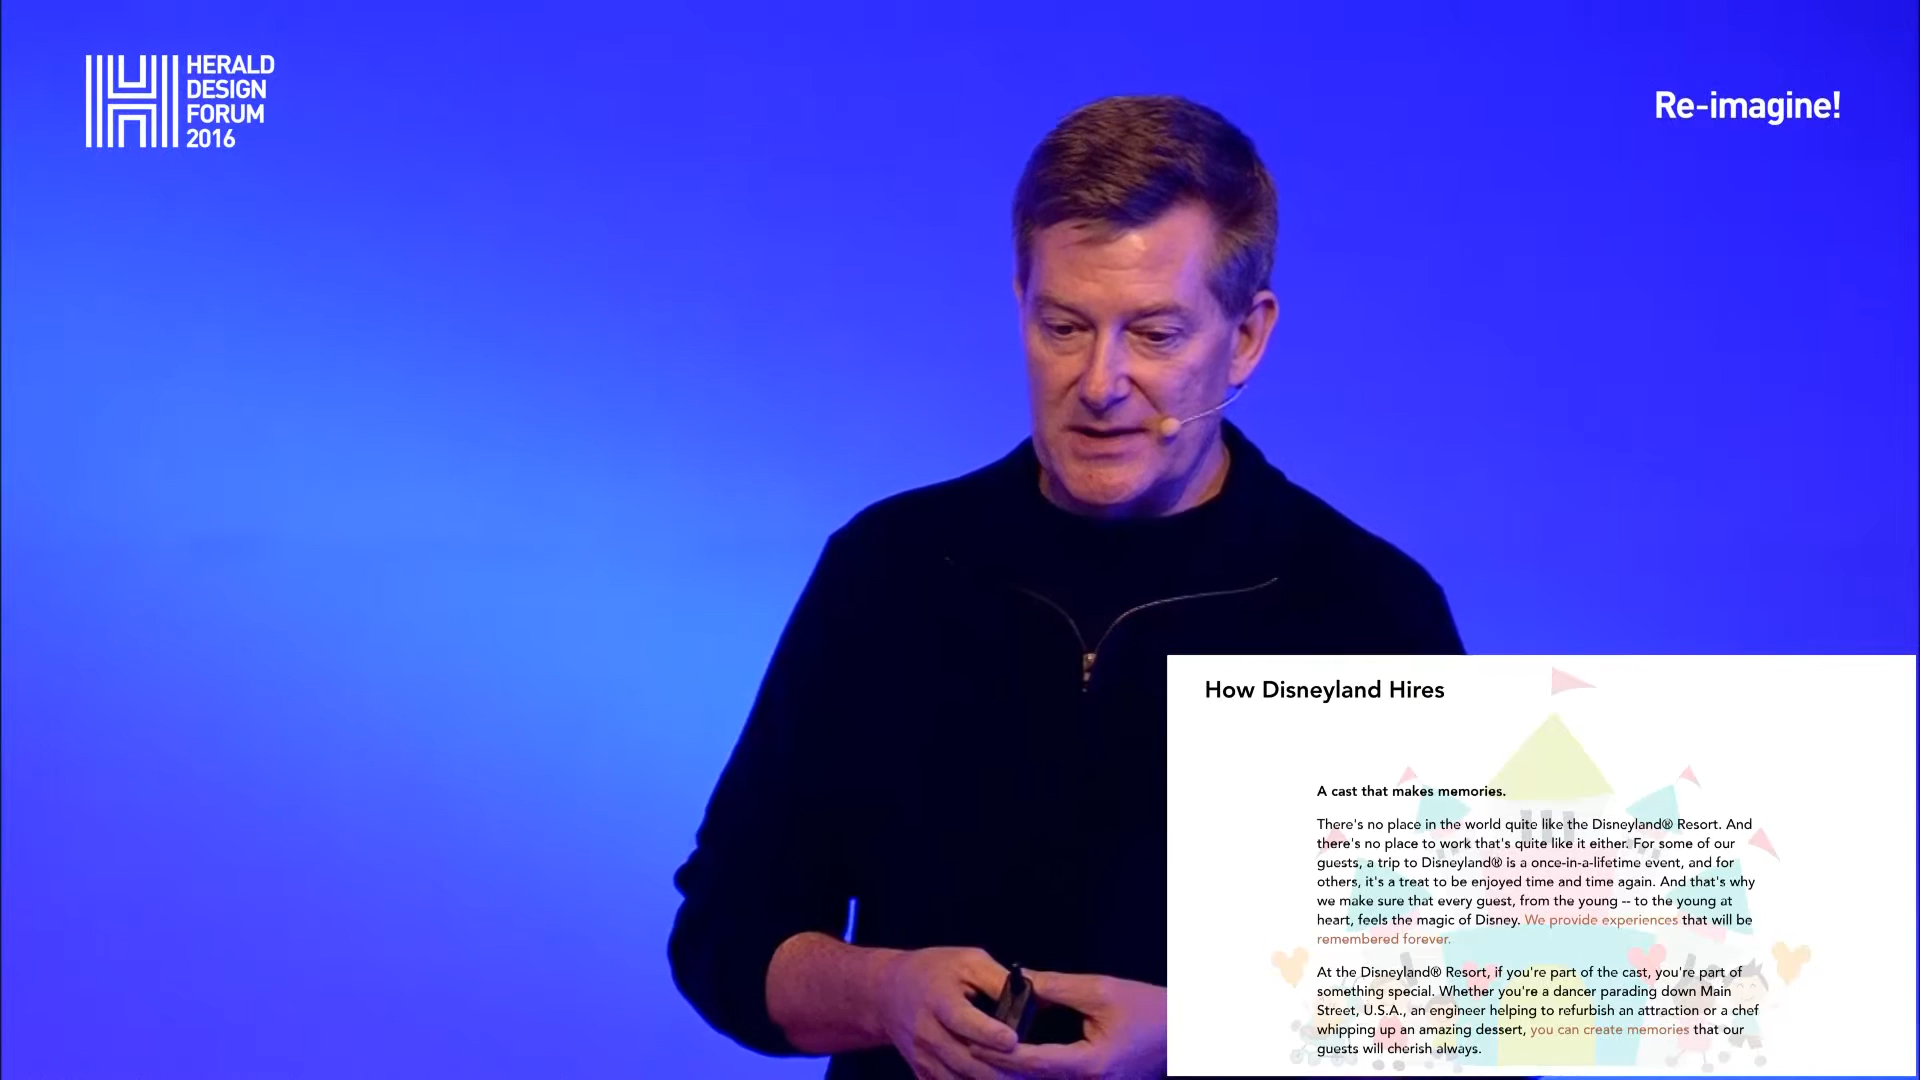 HERALD
DESIGN
FORUM
2016
Re-imagine!
How Disneyland Hires
A cast that makes memories.
There's no place in the world quite like the Disneyland® Resort. And
there's no place to work that's quite like it either. For some of our
guests, a trip to Disneyland® is a once-in-a-lifetime event, and for
others, it's a treat to be enjoyed time and time again. And that's why
we make sure that every guest, from the young -- to the young at
heart, feels the magic of Disney. We provide experiences that will be
remembered forever.
At the Disneyland® Resort, if you're part of the cast, you're part of
something special. Whether you're a dancer parading down Main
Street, U.S.A., an engineer helping to refurbish an attraction or a chef
whipping up an amazing dessert, you can create memories that our
guests will cherish always.